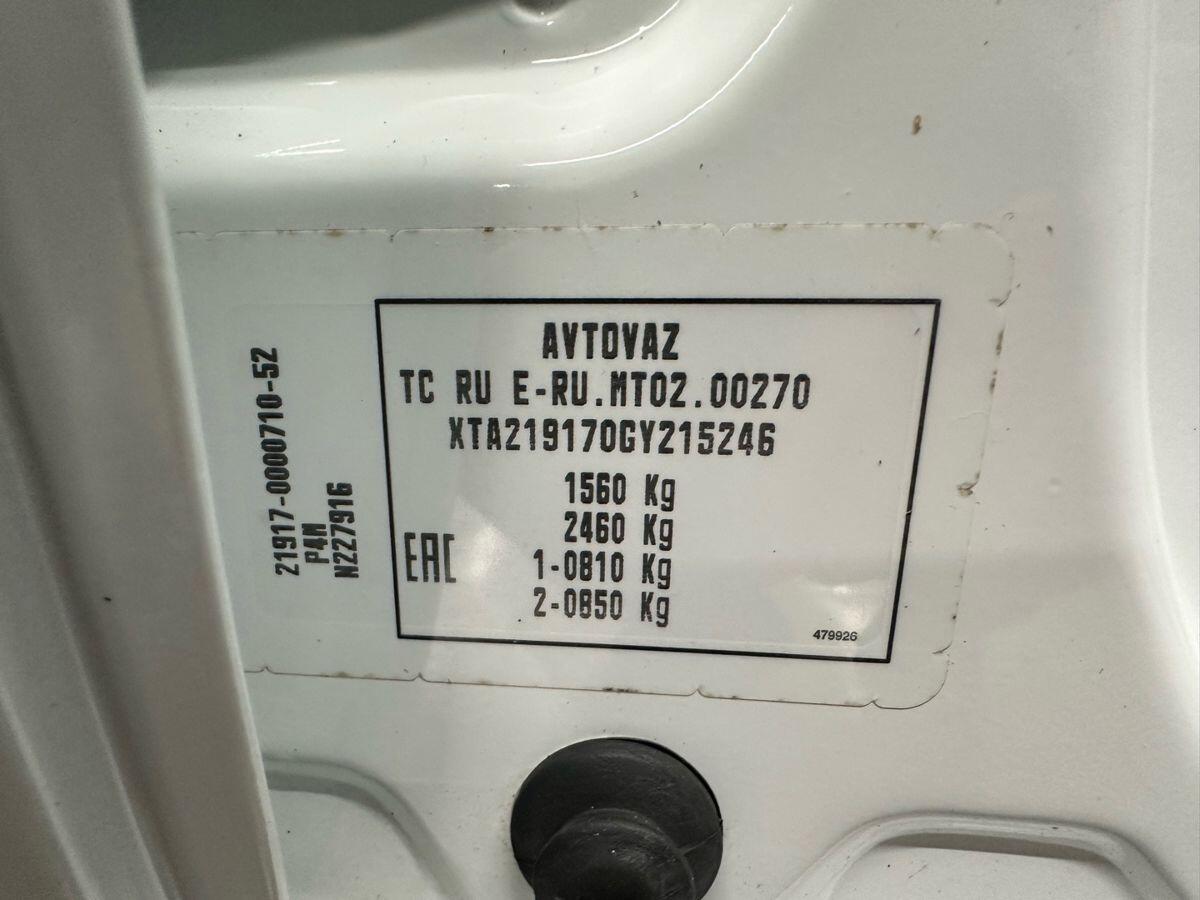 AVTOVAZ
TC RU E-RU.MT02.00270
XTA219170GY215246
1560 Kg
2460 Kg
1-0810 Kg
2-0850 Kg
EAC
479926
21917-0000710-52
P4M
N227916